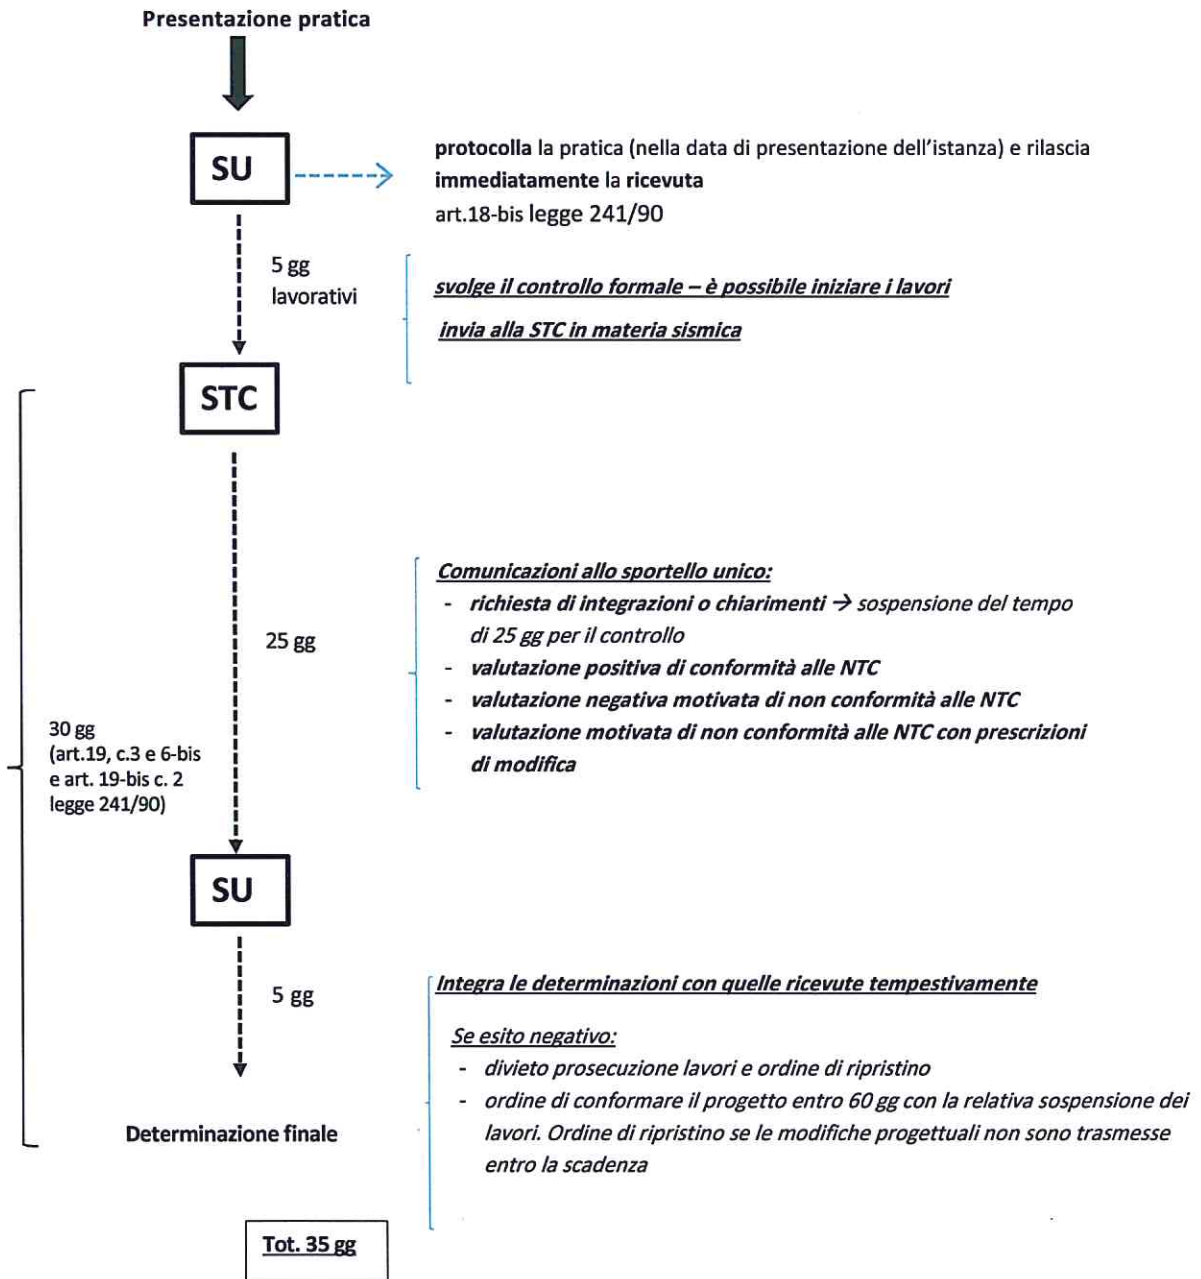 Presentazione pratica
SU
protocolla la pratica (nella data di presentazione dell'istanza) e rilascia
immediatamente la ricevuta
art.18-bis legge 241/90
5 gg
lavorativi
svolge il controllo formale – è possibile iniziare i lavori
invia alla STC in materia sismica
STC
25 gg
Comunicazioni allo sportello unico:
- richiesta di integrazioni o chiarimenti → sospensione del tempo
di 25 gg per il controllo
- valutazione positiva di conformità alle NTC
- valutazione negativa motivata di non conformità alle NTC
- valutazione motivata di non conformità alle NTC con prescrizioni
di modifica
30 gg
(art.19, c.3 e 6-bis
e art. 19-bis c. 2
legge 241/90)
SU
5 gg
Integra le determinazioni con quelle ricevute tempestivamente
Se esito negativo:
- divieto prosecuzione lavori e ordine di ripristino
- ordine di conformare il progetto entro 60 gg con la relativa sospensione dei
lavori. Ordine di ripristino se le modifiche progettuali non sono trasmesse
entro la scadenza
Determinazione finale
Tot. 35 gg